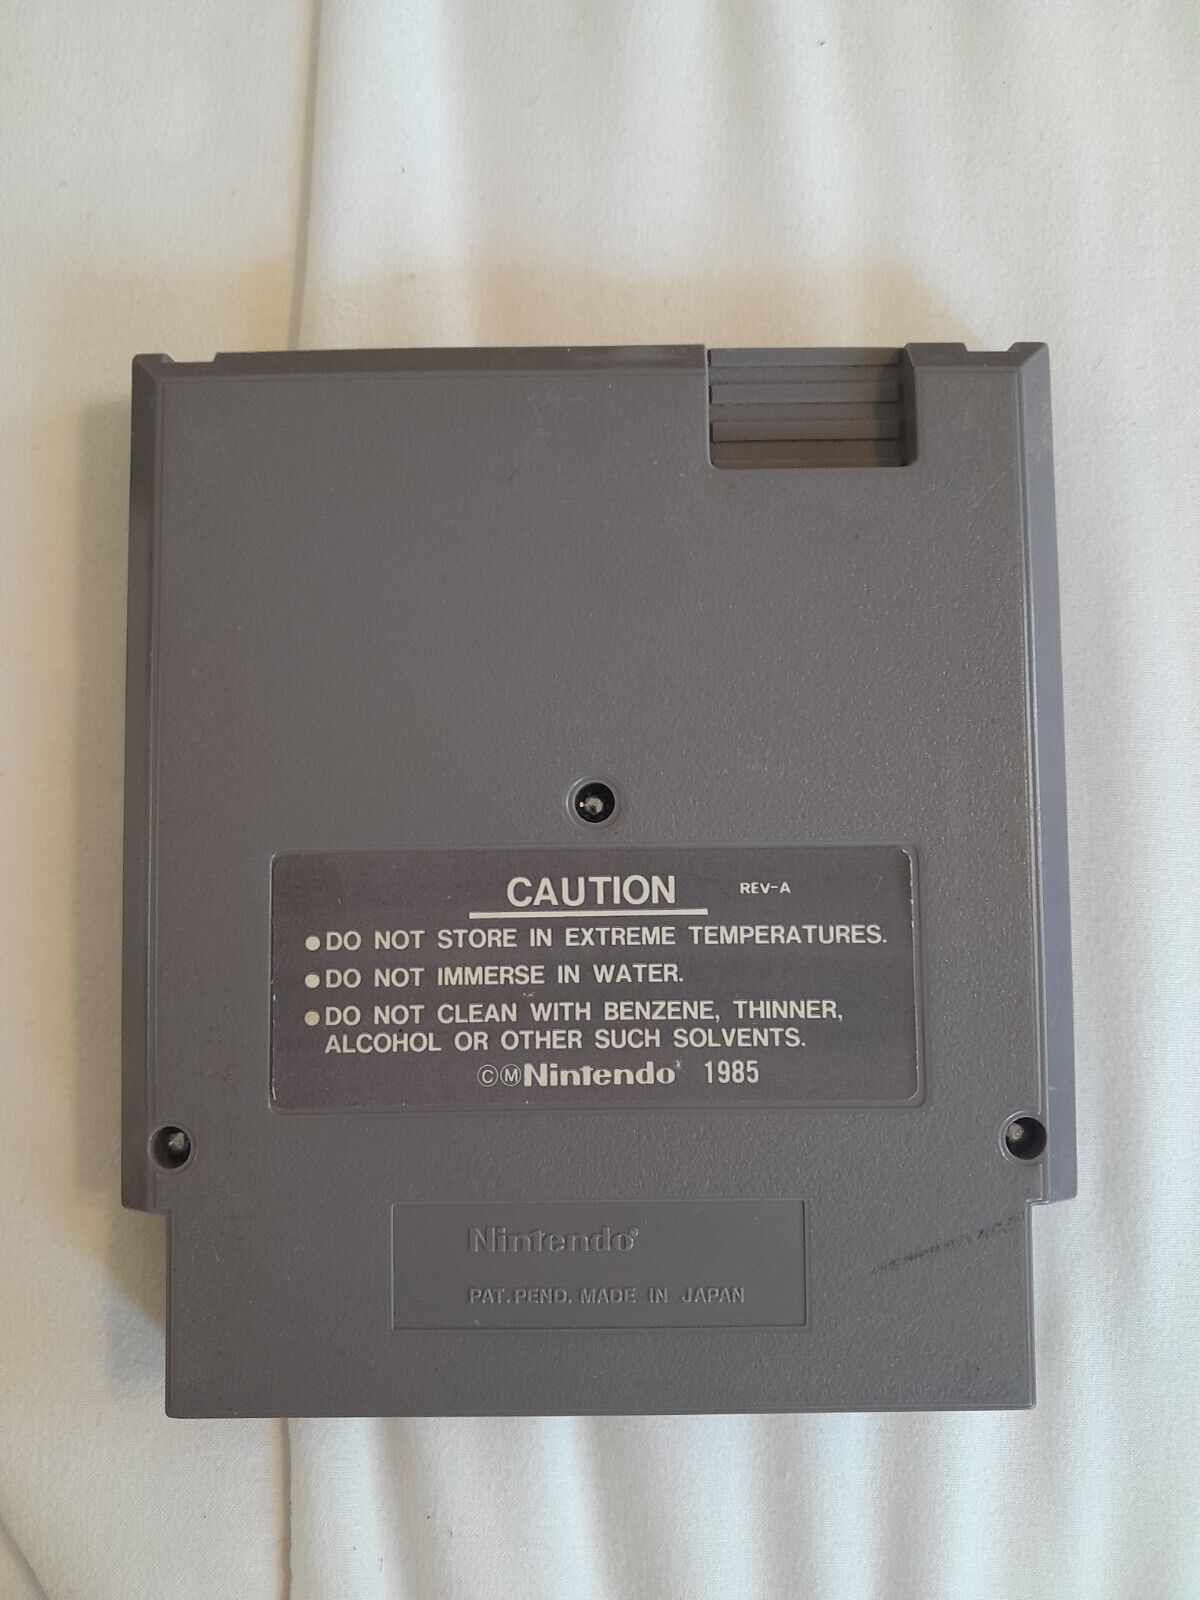 CAUTION REV-A
●DO NOT STORE IN EXTREME TEMPERATURES.
●DO NOT IMMERSE IN WATER.
●DO NOT CLEAN WITH BENZENE, THINNER,
ALCOHOL OR OTHER SUCH SOLVENTS.
ⒸⓂNintendo® 1985
Nintendo®
PAT. PEND. MADE IN JAPAN